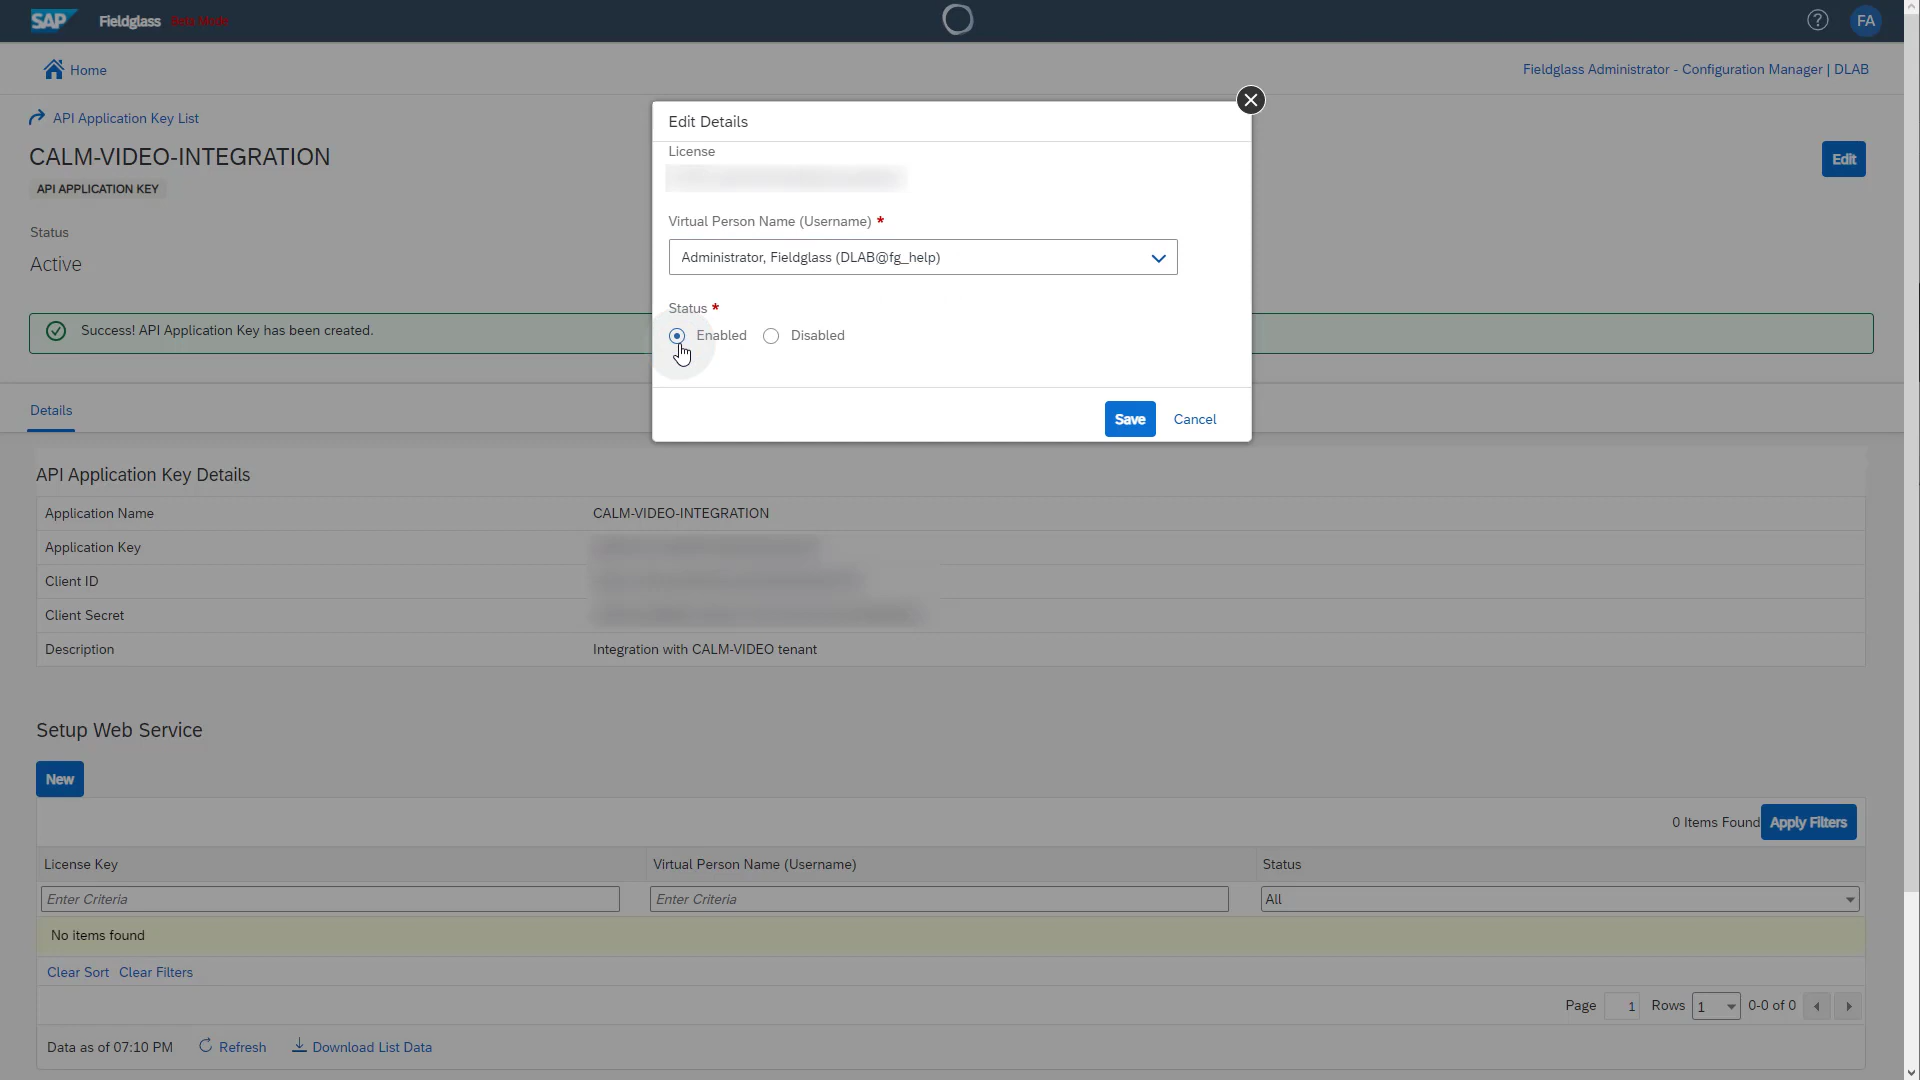 SAP Fieldglass Beta Mode
? FA
Home
Fieldglass Administrator - Configuration Manager | DLAB
API Application Key List
CALM-VIDEO-INTEGRATION
Edit
API APPLICATION KEY
Status
Active
Success! API Application Key has been created.
Edit Details
License
Virtual Person Name (Username) *
Administrator, Fieldglass (DLAB@fg_help)
Status *
Enabled Disabled
Save Cancel
Details
API Application Key Details
Application Name CALM-VIDEO-INTEGRATION
Application Key
Client ID
Client Secret
Description Integration with CALM-VIDEO tenant
Setup Web Service
New
0 Items Found Apply Filters
License Key Virtual Person Name (Username) Status
Enter Criteria Enter Criteria All
No items found
Clear Sort Clear Filters
Page 1 Rows 1 0-0 of 0
Data as of 07:10 PM Refresh Download List Data